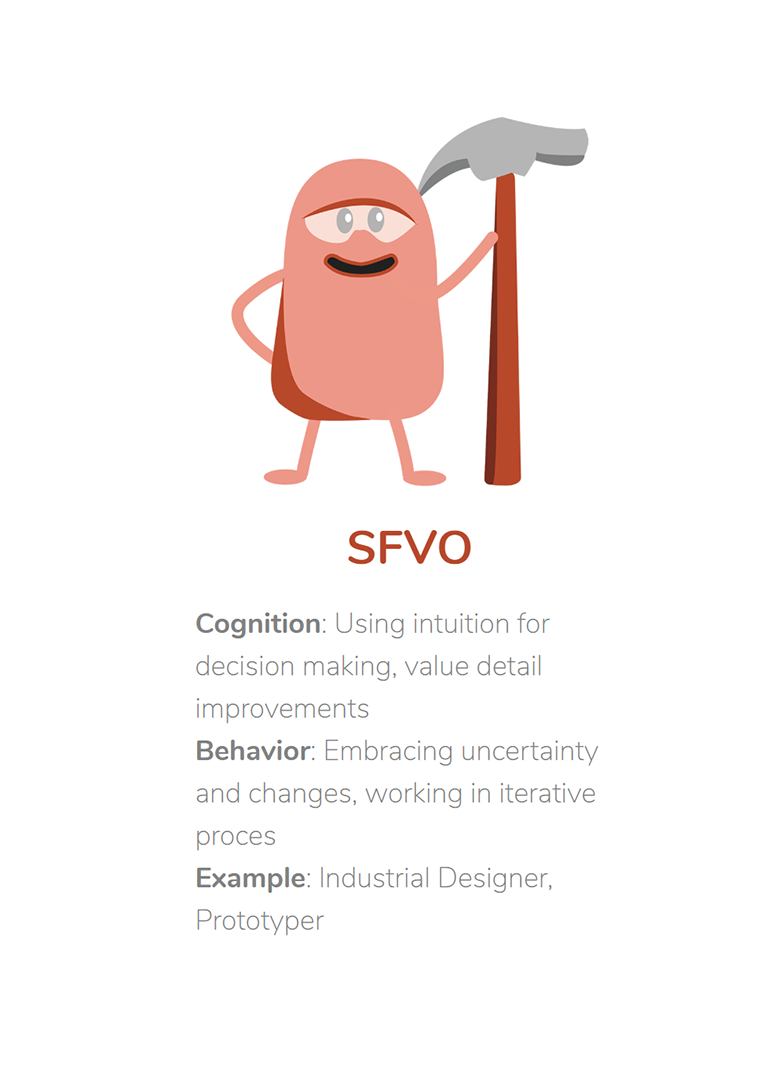 SFVO
Cognition: Using intuition for
decision making, value detail
improvements
Behavior: Embracing uncertainty
and changes, working in iterative
proces
Example: Industrial Designer,
Prototyper